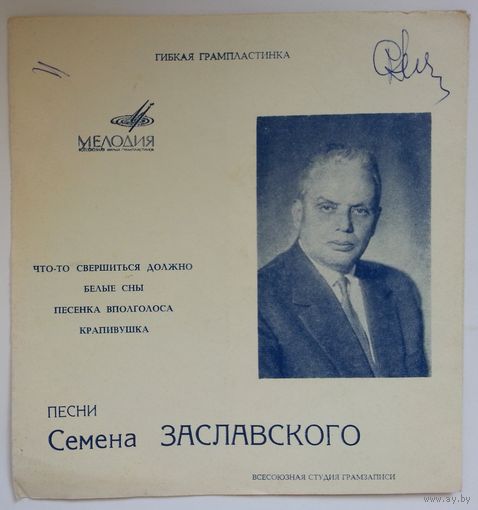 ГИБКАЯ ГРАМПЛАСТИНКА
МЕЛОДИЯ
ЧТО-ТО СВЕРШИТЬСЯ ДОЛЖНО
БЕЛЫЕ СНЫ
ПЕСЕНКА ВПОЛГОЛОСА
КРАПИВУШКА
ПЕСНИ
Семена ЗАСЛАВСКОГО
ВСЕСОЮЗНАЯ СТУДИЯ ГРАМЗАПИСИ
www.ay.by